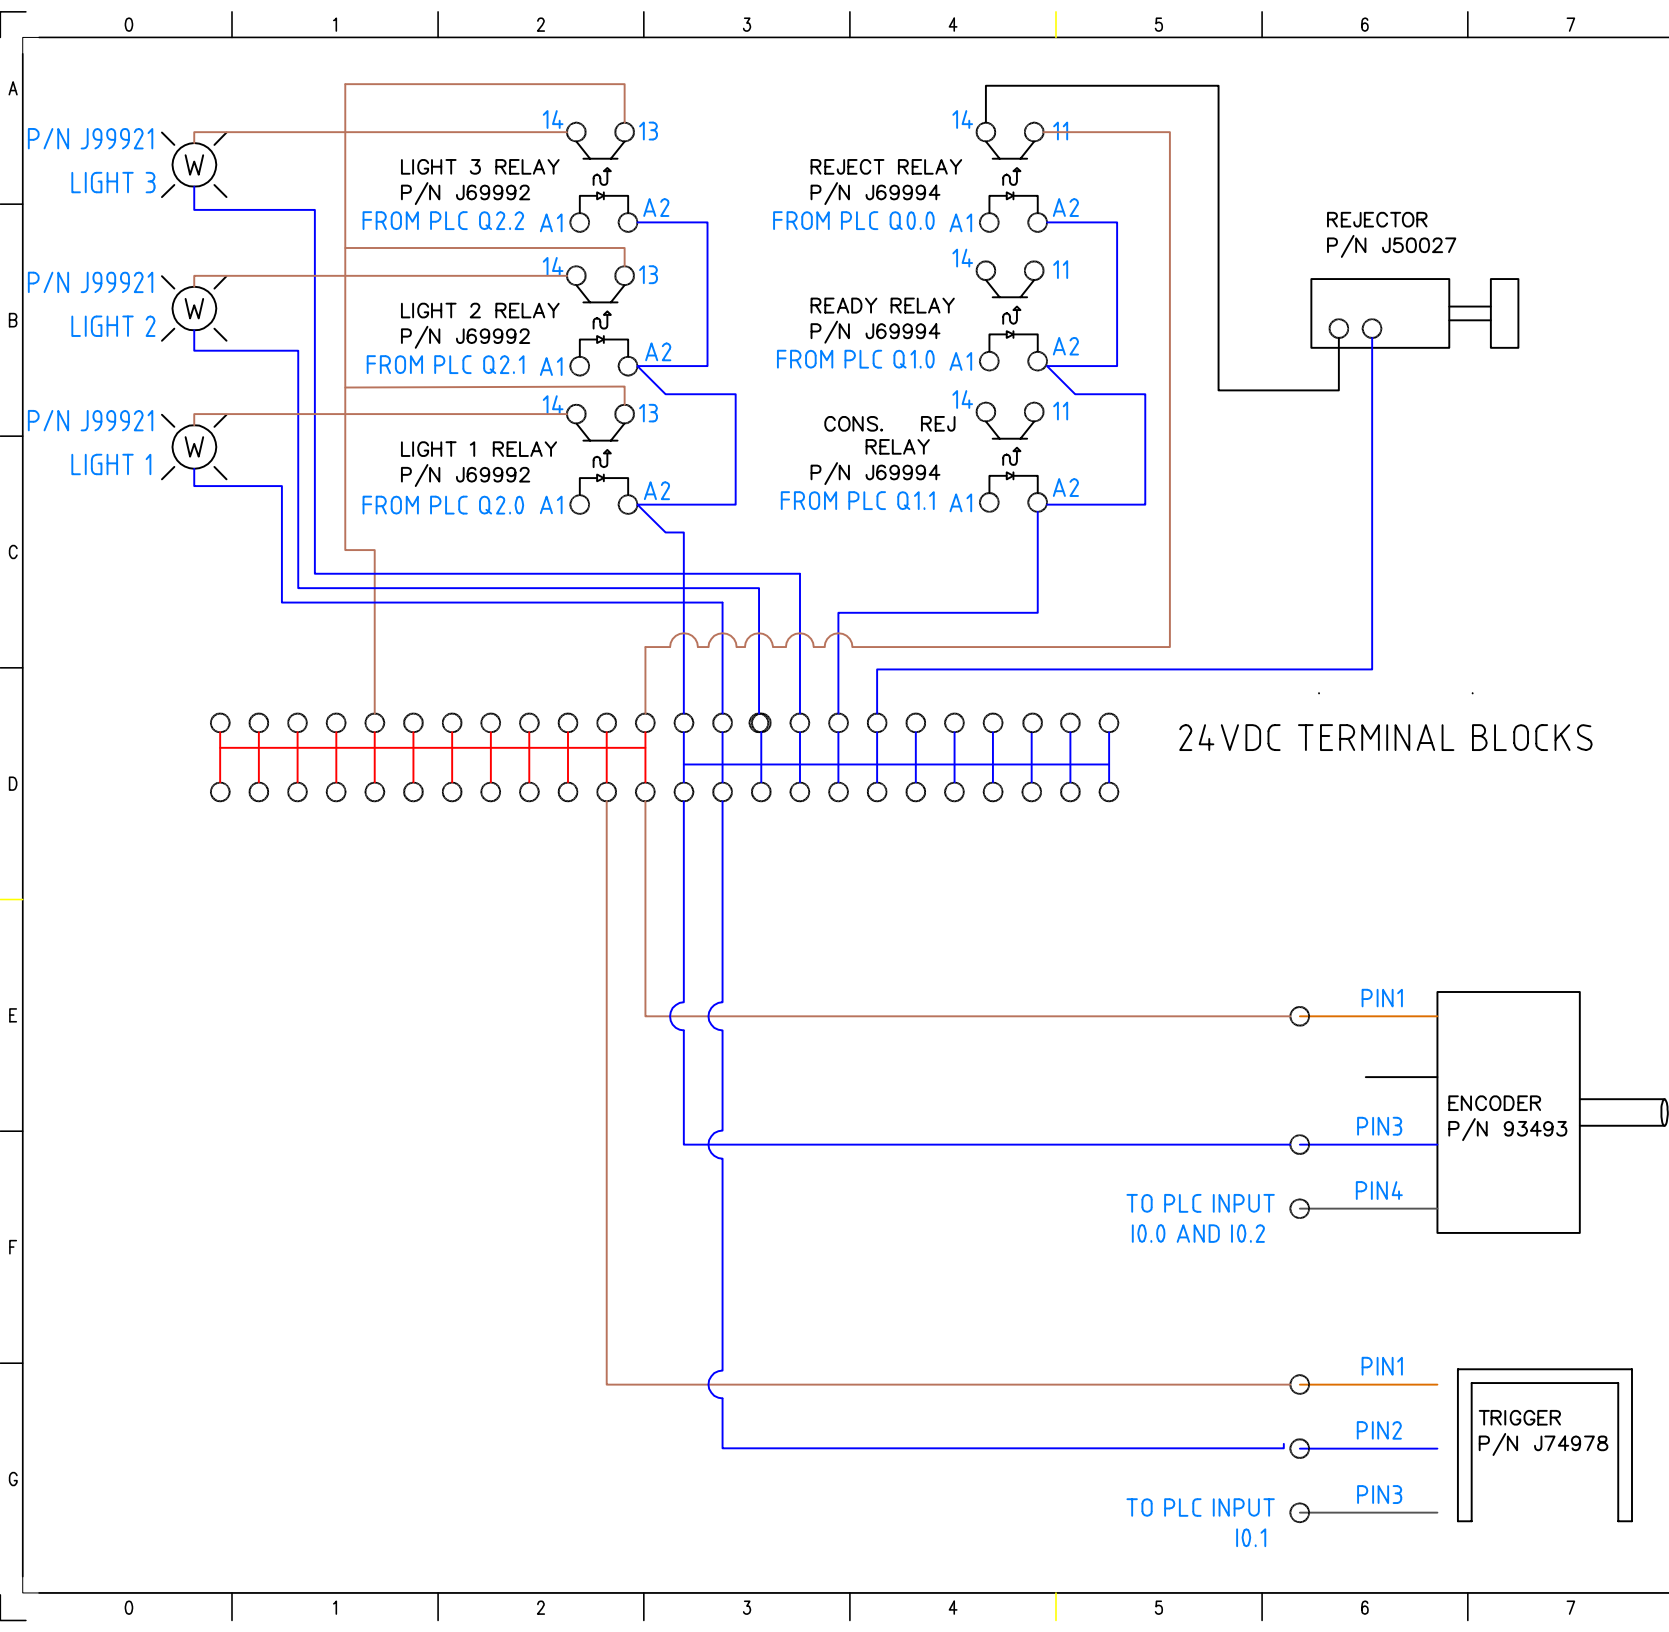 0 1 2 3 4 5 6 7
A
P/N J99921
LIGHT 3
W
14
13
LIGHT 3 RELAY
P/N J69992
FROM PLC Q2.2 A1
A2
14
11
REJECT RELAY
P/N J69994
FROM PLC Q0.0 A1
A2
REJECTOR
P/N J50027
B
P/N J99921
LIGHT 2
W
14
13
LIGHT 2 RELAY
P/N J69992
FROM PLC Q2.1 A1
A2
14
11
READY RELAY
P/N J69994
FROM PLC Q1.0 A1
A2
P/N J99921
LIGHT 1
W
14
13
LIGHT 1 RELAY
P/N J69992
FROM PLC Q2.0 A1
A2
14
11
CONS. REJ
RELAY
P/N J69994
FROM PLC Q1.1 A1
A2
C
24VDC TERMINAL BLOCKS
D
E
PIN1
ENCODER
P/N 93493
PIN3
PIN4
TO PLC INPUT
I0.0 AND I0.2
F
PIN1
TRIGGER
P/N J74978
PIN2
G
PIN3
TO PLC INPUT
I0.1
0 1 2 3 4 5 6 7